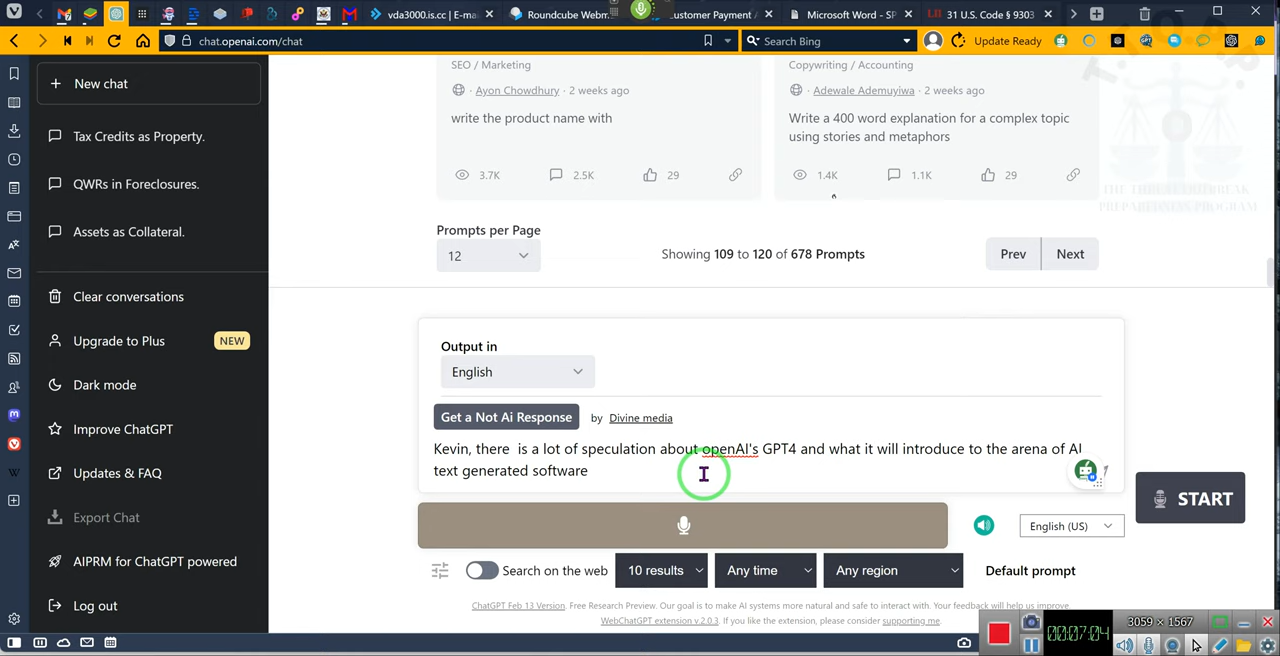 vda3000.is.cc | E-ma
Roundcube Webm
ustomer Payment A
Microsoft Word - SP
31 U.S. Code § 9303
chat.openai.com/chat
Search Bing
Update Ready
T.T.O.P.P.
THE THREAT OUTBREAK
PREPAREDNESS PROGRAM
New chat
Tax Credits as Property.
QWRs in Foreclosures.
Assets as Collateral.
Clear conversations
Upgrade to Plus
NEW
Dark mode
Improve ChatGPT
Updates & FAQ
Export Chat
AIPRM for ChatGPT powered
Log out
SEO / Marketing
Ayon Chowdhury · 2 weeks ago
write the product name with
3.7K 2.5K 29
Copywriting / Accounting
Adewale Ademuyiwa · 2 weeks ago
Write a 400 word explanation for a complex topic
using stories and metaphors
1.4K 1.1K 29
Prompts per Page
12
Showing 109 to 120 of 678 Prompts
Prev Next
Output in
English
Get a Not Ai Response by Divine media
Kevin, there is a lot of speculation about openAI's GPT4 and what it will introduce to the arena of AI
text generated software
START
English (US)
Search on the web 10 results Any time Any region Default prompt
ChatGPT Feb 13 Version. Free Research Preview. Our goal is to make AI systems more natural and safe to interact with. Your feedback will help us improve.
WebChatGPT extension v.2.0.3. If you like the extension, please consider supporting me.
3059 × 1567
00:07:04